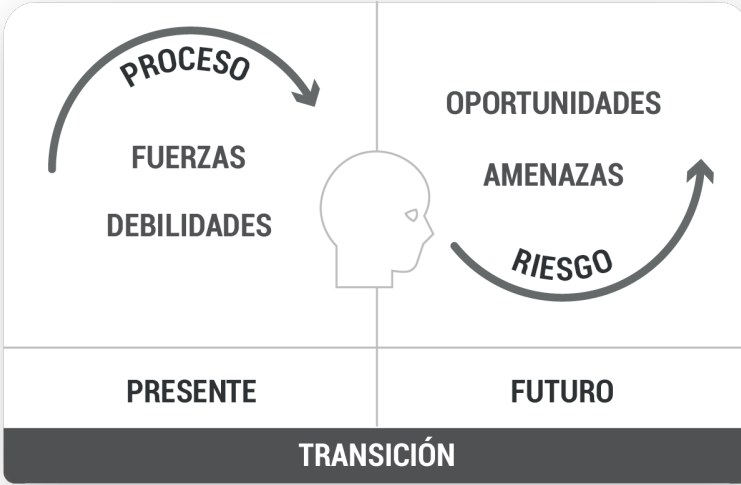 PROCESO
FUERZAS
DEBILIDADES
OPORTUNIDADES
AMENAZAS
RIESGO
PRESENTE
FUTURO
TRANSICIÓN